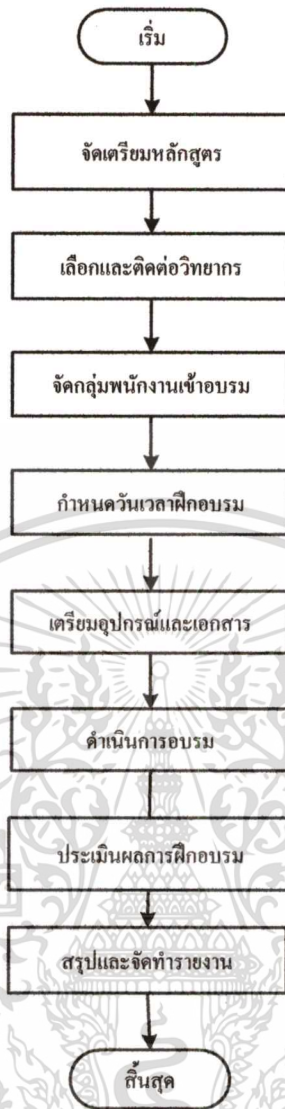 เริ่ม
จัดเตรียมหลักสูตร
เลือกและติดต่อวิทยากร
จัดกลุ่มพนักงานเข้าอบรม
กำหนดวันเวลาฝึกอบรม
เตรียมอุปกรณ์และเอกสาร
ดำเนินการอบรม
ประเมินผลการฝึกอบรม
สรุปและจัดทำรายงาน
สิ้นสุด